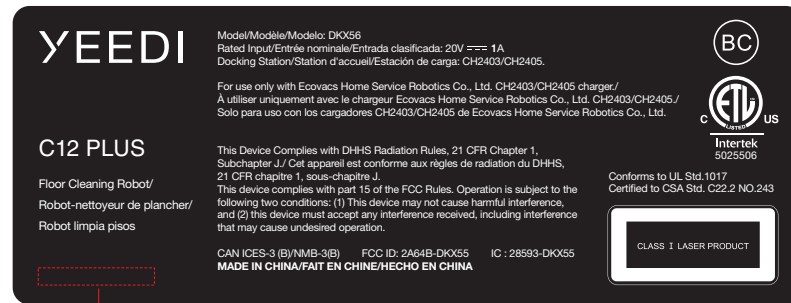 YEEDI
C12 PLUS
Floor Cleaning Robot/
Robot-nettoyeur de plancher/
Robot limpia pisos
Model/Modèle/Modelo: DKX56
Rated Input/Entrée nominale/Entrada clasificada: 20V ⎓ 1A
Docking Station/Station d'accueil/Estación de carga: CH2403/CH2405.
For use only with Ecovacs Home Service Robotics Co., Ltd. CH2403/CH2405 charger./
À utiliser uniquement avec le chargeur Ecovacs Home Service Robotics Co., Ltd. CH2403/CH2405./
Solo para uso con los cargadores CH2403/CH2405 de Ecovacs Home Service Robotics Co., Ltd.
This Device Complies with DHHS Radiation Rules, 21 CFR Chapter 1,
Subchapter J./ Cet appareil est conforme aux règles de radiation du DHHS,
21 CFR chapitre 1, sous-chapitre J.
This device complies with part 15 of the FCC Rules. Operation is subject to the
following two conditions: (1) This device may not cause harmful interference,
and (2) this device must accept any interference received, including interference
that may cause undesired operation.
CAN ICES-3 (B)/NMB-3(B) FCC ID: 2A64B-DKX55 IC : 28593-DKX55
MADE IN CHINA/FAIT EN CHINE/HECHO EN CHINA
BC
ETL
LISTED
C US
Intertek
5025506
Conforms to UL Std.1017
Certified to CSA Std. C22.2 NO.243
CLASS I LASER PRODUCT